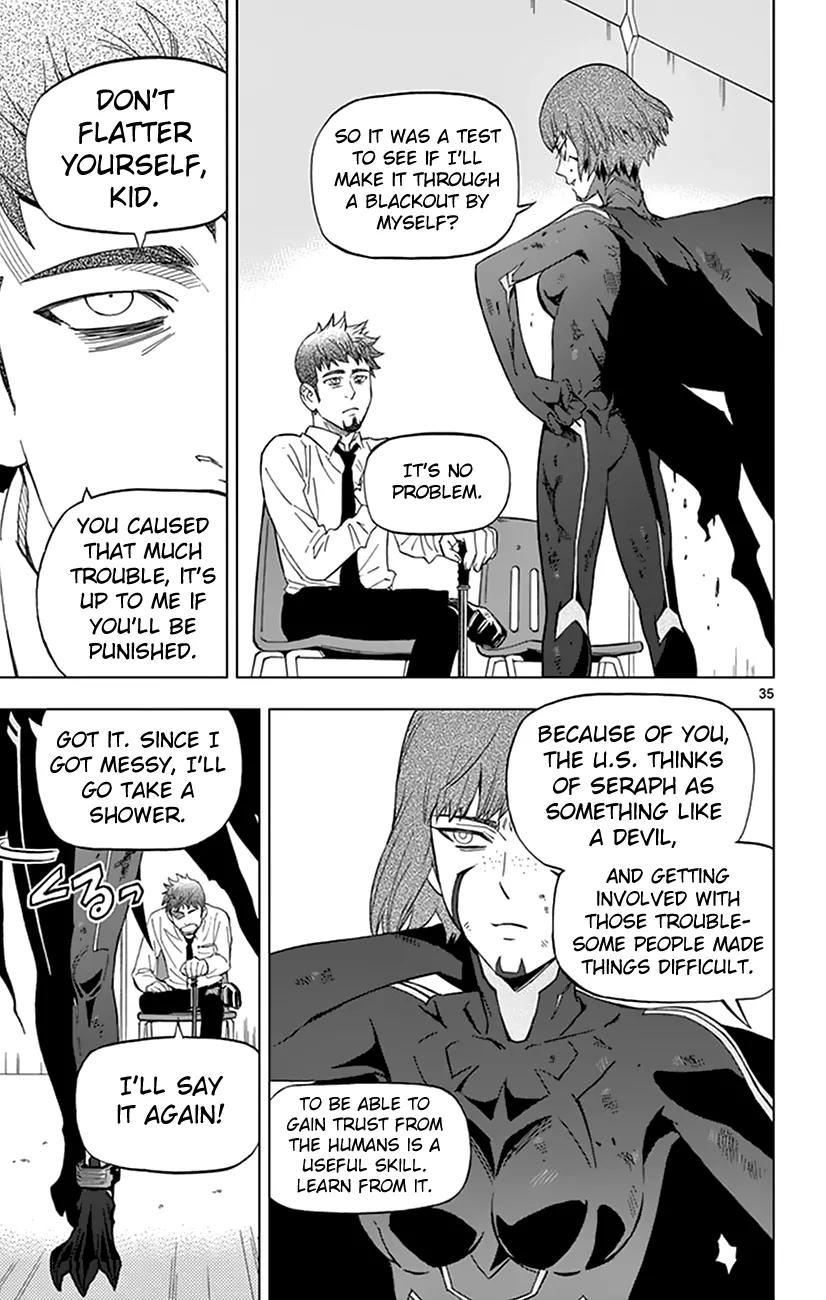 SO IT WAS A TEST
TO SEE IF I'LL
MAKE IT THROUGH
A BLACKOUT BY
MYSELF?
IT'S NO
PROBLEM.
DON'T
FLATTER
YOURSELF,
KID.
YOU CAUSED
THAT MUCH
TROUBLE, IT'S
UP TO ME IF
YOU'LL BE
PUNISHED.
35
BECAUSE OF YOU,
THE U.S. THINKS
OF SERAPH AS
SOMETHING LIKE
A DEVIL,
AND GETTING
INVOLVED WITH
THOSE TROUBLE-
SOME PEOPLE MADE
THINGS DIFFICULT.
TO BE ABLE TO
GAIN TRUST FROM
THE HUMANS IS A
USEFUL SKILL.
LEARN FROM IT.
GOT IT. SINCE I
GOT MESSY, I'LL
GO TAKE A
SHOWER.
くるっ
I'LL SAY
IT AGAIN!